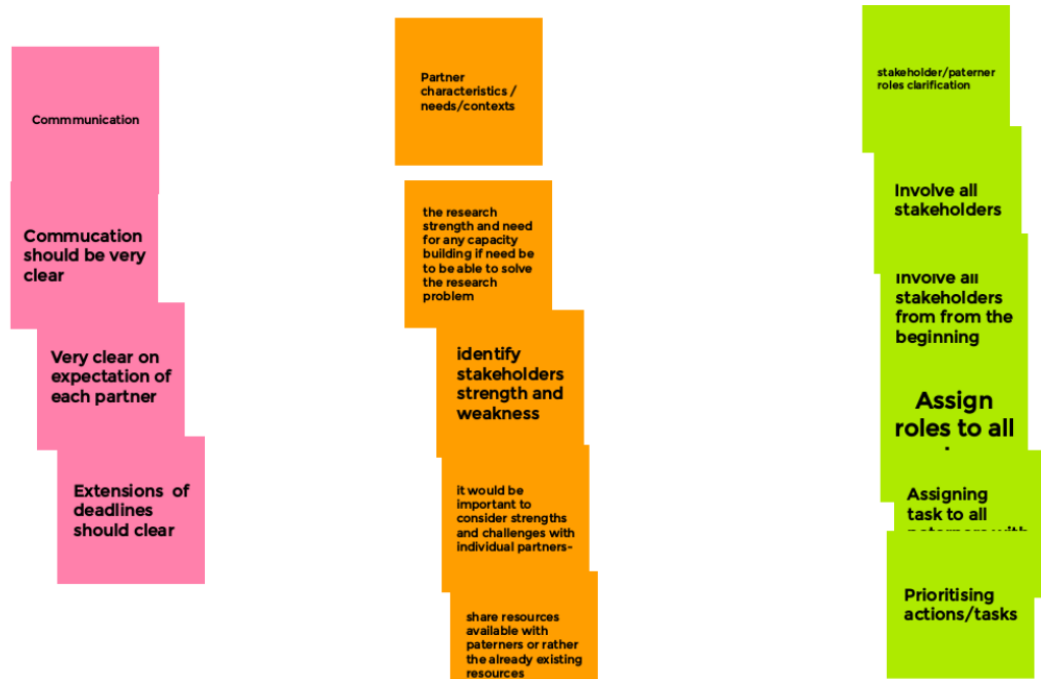 Commmunication
Commucation
should be very
clear
Very clear on
expectation of
each partner
Extensions of
deadlines
should clear
Partner
characteristics /
needs/contexts
the research
strength and need
for any capacity
building if need be
to be able to solve
the research
problem
identify
stakeholders
strength and
weakness
it would be
important to
consider strengths
and challenges with
individual partners-
share resources
available with
paterners or rather
the already existing
resources
stakeholder/paterner
roles clarification
Involve all
stakeholders
Involve all
stakeholders
from from the
beginning
Assign
roles to all
Assigning
task to all
paterners with
Prioritising
actions/tasks